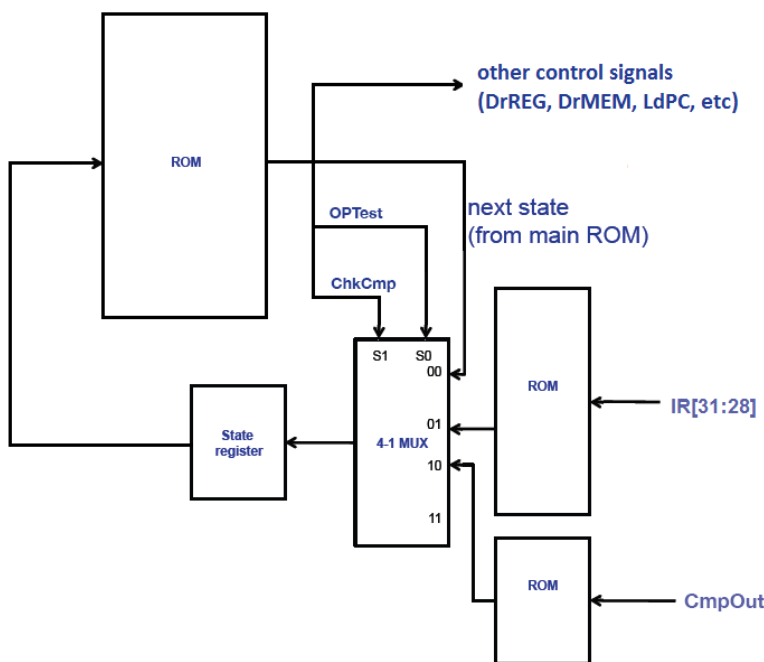 other control signals
(DrREG, DrMEM, LdPC, etc)
ROM
OPTest
next state
(from main ROM)
ChkCmp
S1 S0
00
ROM
IR[31:28]
01
State
register
4-1 MUX
10
11
ROM
CmpOut